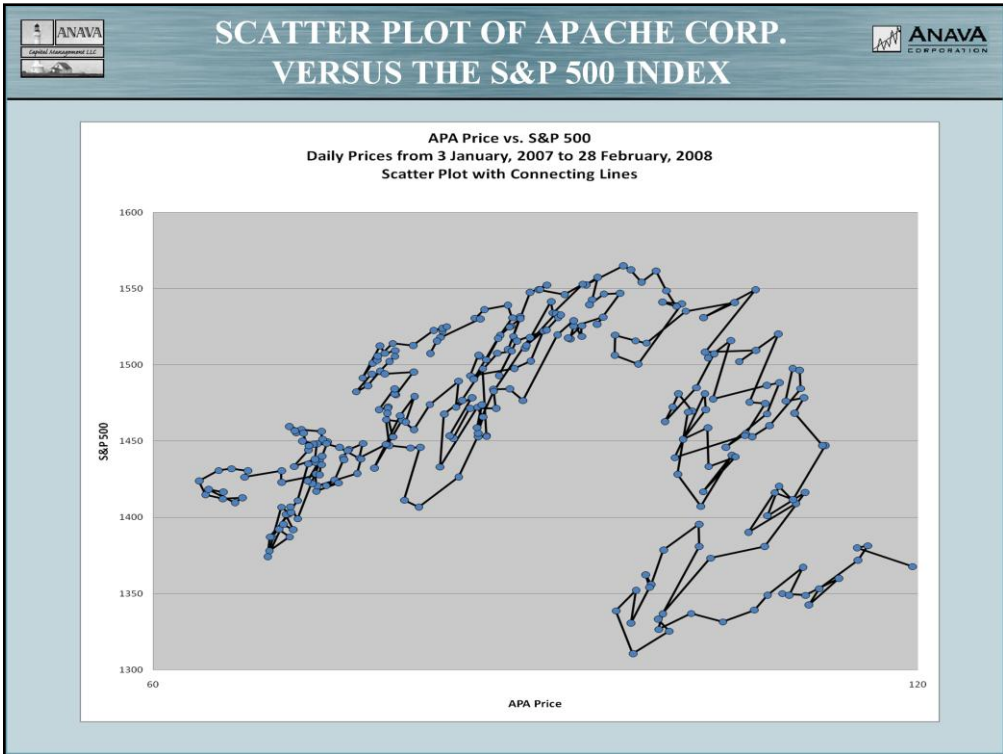 ANAVA
Capital Management LLC
SCATTER PLOT OF APACHE CORP.
VERSUS THE S&P 500 INDEX
ANAVA
CORPORATION
APA Price vs. S&P 500
Daily Prices from 3 January, 2007 to 28 February, 2008
Scatter Plot with Connecting Lines
1600
1550
1500
1450
1400
1350
1300
S&P 500
60
120
APA Price